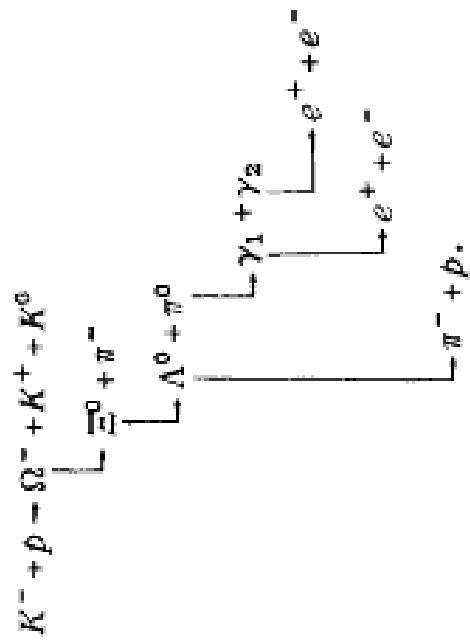 K⁻ + p → Ω⁻ + K⁺ + K⁰
Ξ⁰ + π⁻
Λ⁰ + π⁰
γ₁ + γ₂
e⁺ + e⁻
e⁺ + e⁻
π⁻ + p.